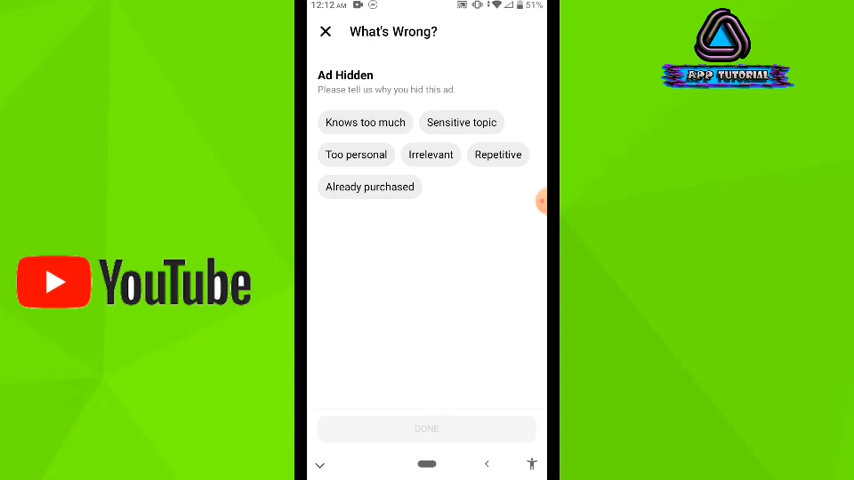 12:12 AM
51%
What's Wrong?
APP TUTORIAL
Ad Hidden
Please tell us why you hid this ad.
Knows too much
Sensitive topic
Too personal
Irrelevant
Repetitive
Already purchased
YouTube
DONE